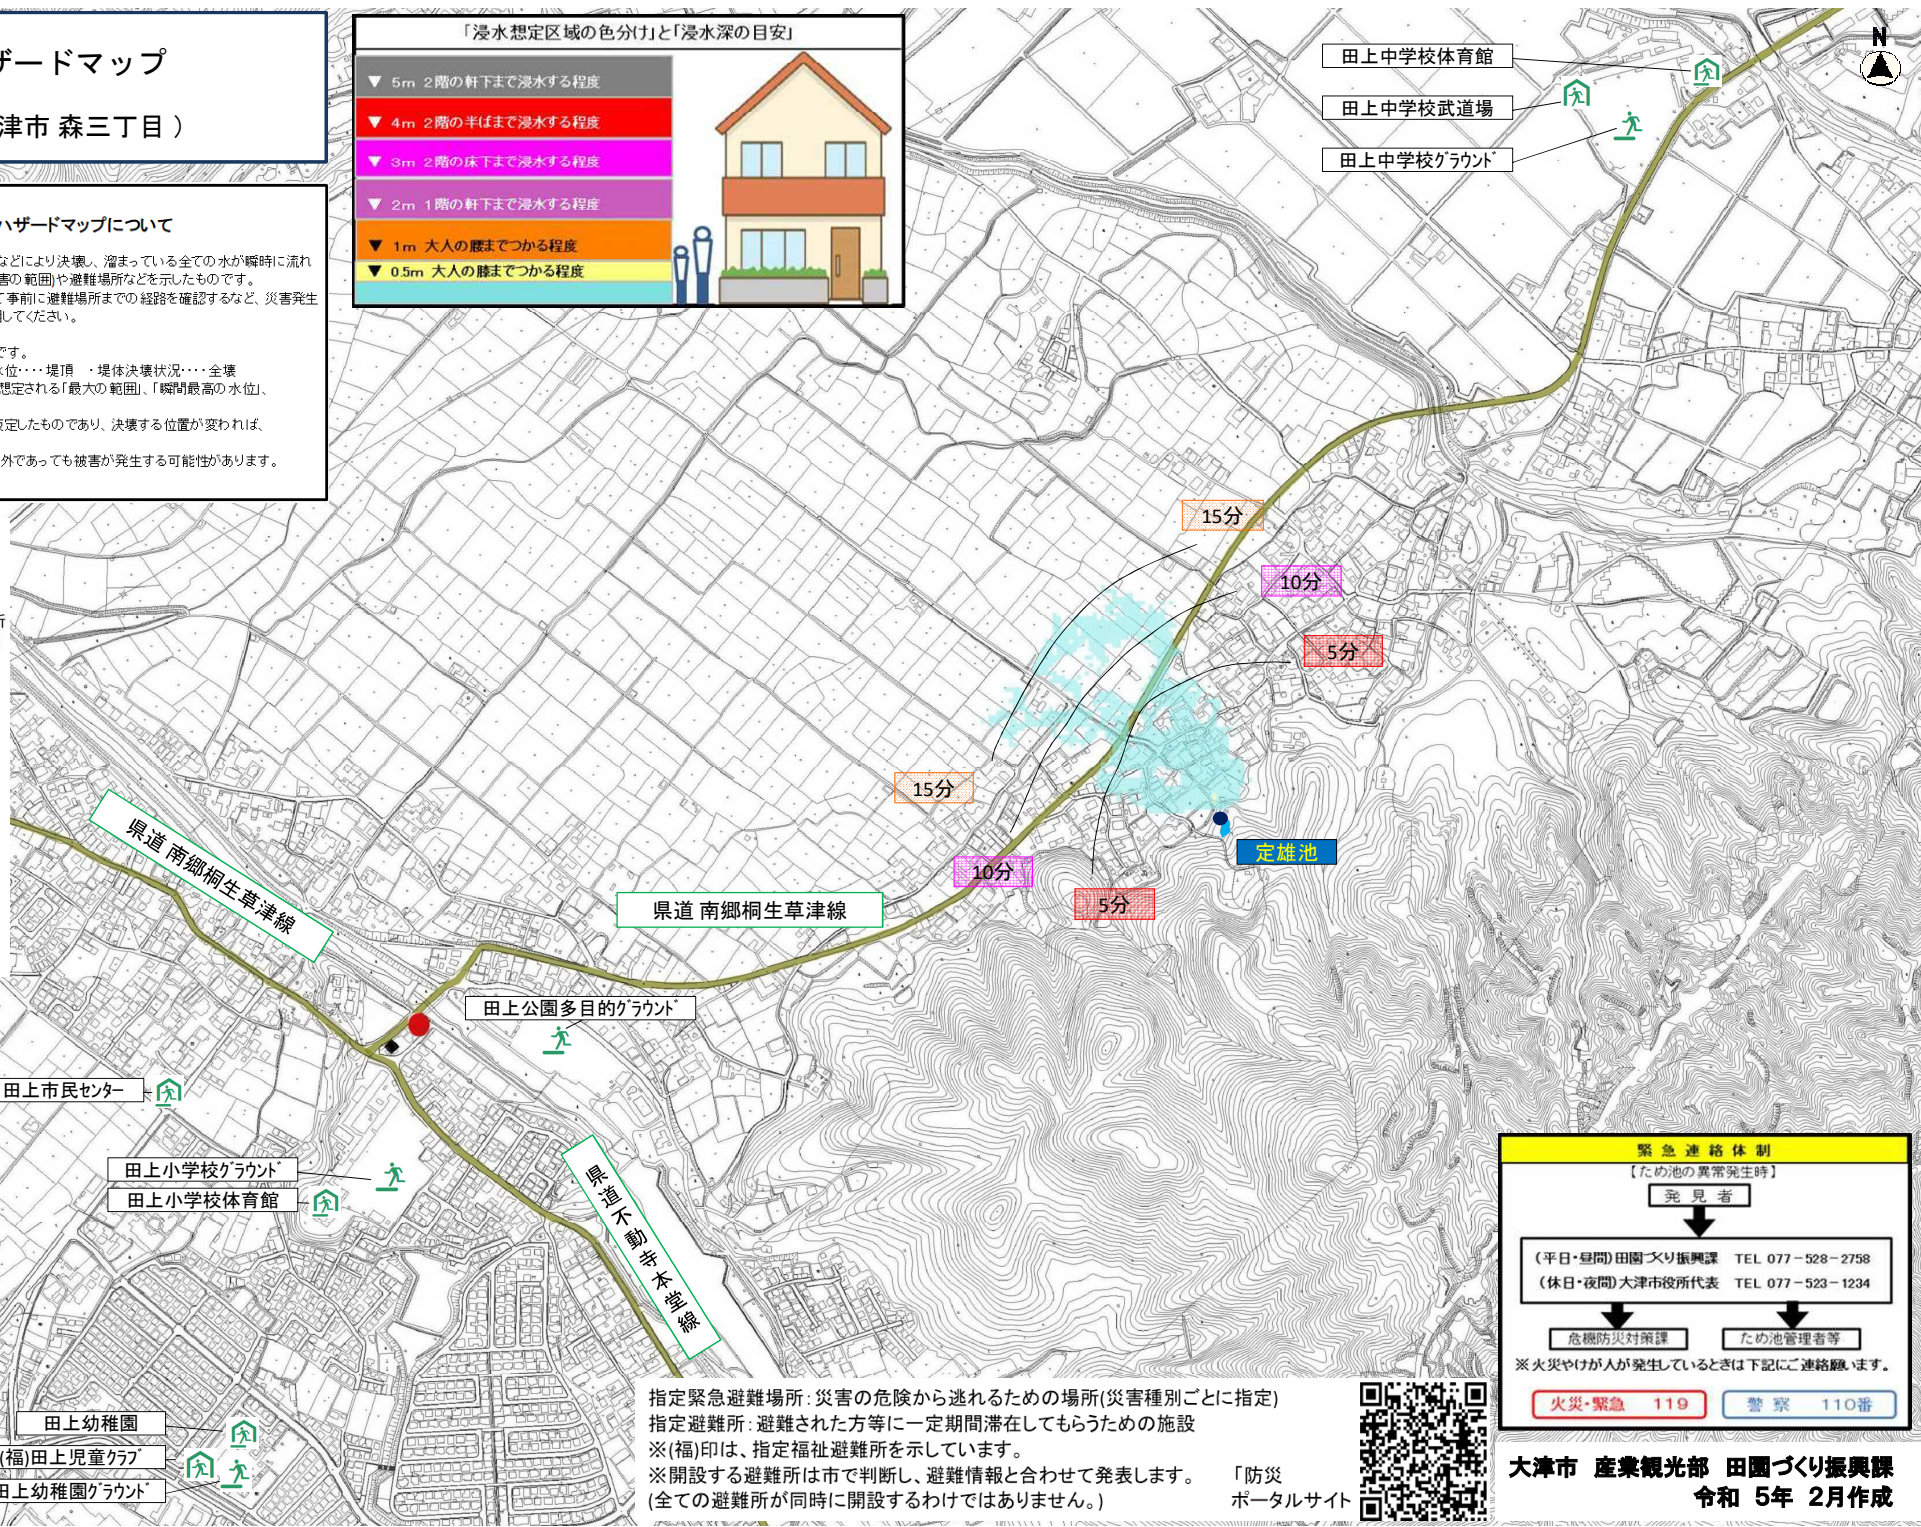 ザードマップ
津市 森三丁目 )
ハザードマップについて
などにより決壊し、溜まっている全ての水が瞬時に流れ
害の範囲)や避難場所などを示したものです。
て事前に避難場所までの経路を確認するなど、災害発生
用してください。
です。
水位‥‥堤頂 ・堤体決壊状況‥‥全壊
想定される「最大の範囲」、「瞬間最高の水位」、
仮定したものであり、決壊する位置が変われば、
外であっても被害が発生する可能性があります。
「浸水想定区域の色分け」と「浸水深の目安」
▼ 5m 2階の軒下まで浸水する程度
▼ 4m 2階の半ばまで浸水する程度
▼ 3m 2階の床下まで浸水する程度
▼ 2m 1階の軒下まで浸水する程度
▼ 1m 大人の腰までつかる程度
▼ 0.5m 大人の膝までつかる程度
田上中学校体育館
田上中学校武道場
田上中学校グラウンド
N
15分
10分
5分
所
15分
10分
5分
定雄池
県道 南郷桐生草津線
県道 南郷桐生草津線
田上公園多目的グラウンド
田上市民センター
田上小学校グラウンド
田上小学校体育館
県道不動寺本堂線
田上幼稚園
(福)田上児童クラブ
田上幼稚園グラウンド
緊急連絡体制
【ため池の異常発生時】
発見者
(平日・昼間)田園づくり振興課 TEL 077-528-2758
(休日・夜間)大津市役所代表 TEL 077-523-1234
危機防災対策課
ため池管理者等
※火災やけが人が発生しているときは下記にご連絡願います。
火災・緊急 119
警察 110番
指定緊急避難場所:災害の危険から逃れるための場所(災害種別ごとに指定)
指定避難所:避難された方等に一定期間滞在してもらうための施設
※(福)印は、指定福祉避難所を示しています。
※開設する避難所は市で判断し、避難情報と合わせて発表します。
(全ての避難所が同時に開設するわけではありません。)
「防災
ポータルサイト
大津市 産業観光部 田園づくり振興課
令和 5年 2月作成